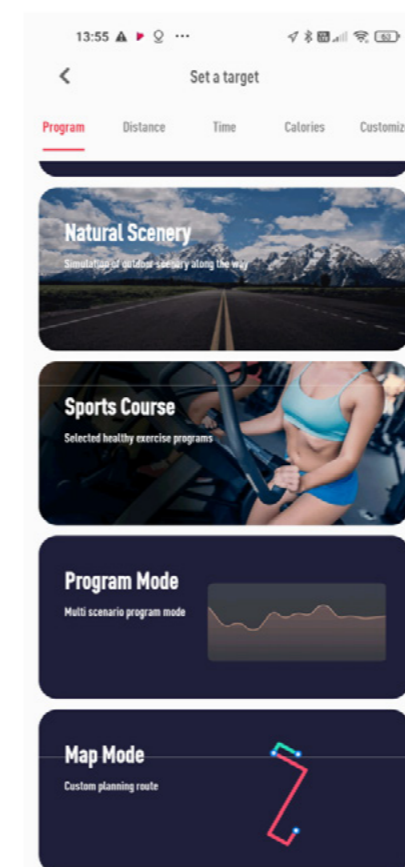 13:55
62
Set a target
Program Distance Time Calories Customiz
Natural Scenery
Simulation of outdoor scenery along the way
Sports Course
Selected healthy exercise programs
Program Mode
Multi scenario program mode
Map Mode
Custom planning route